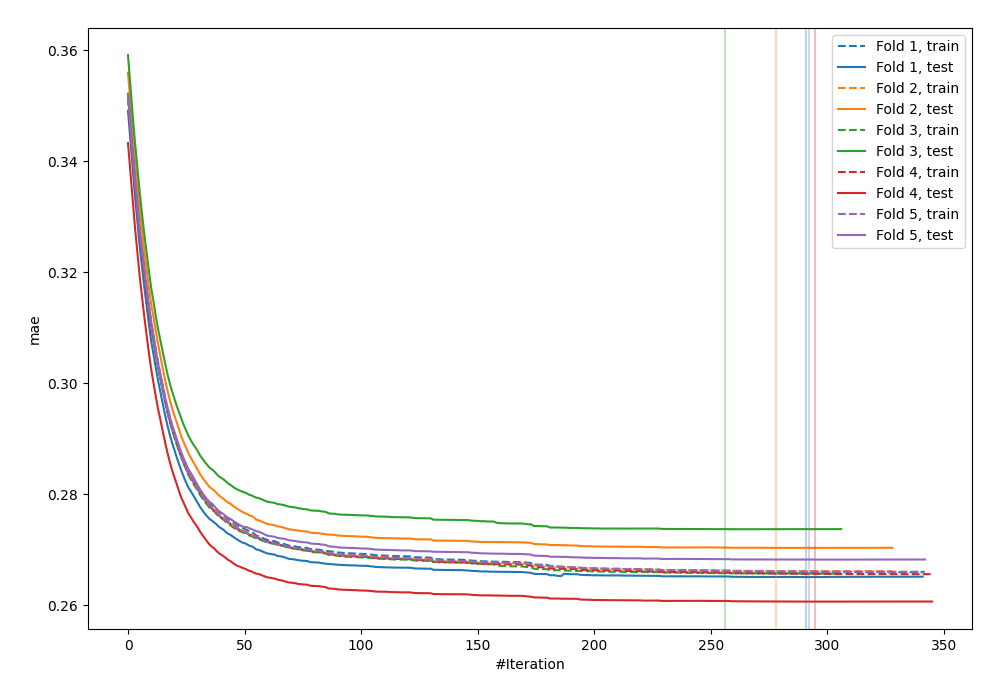 0.36
0.34
0.32
0.30
0.28
0.26
mae
0
50
100
150
200
250
300
350
#Iteration
Fold 1, train
Fold 1, test
Fold 2, train
Fold 2, test
Fold 3, train
Fold 3, test
Fold 4, train
Fold 4, test
Fold 5, train
Fold 5, test